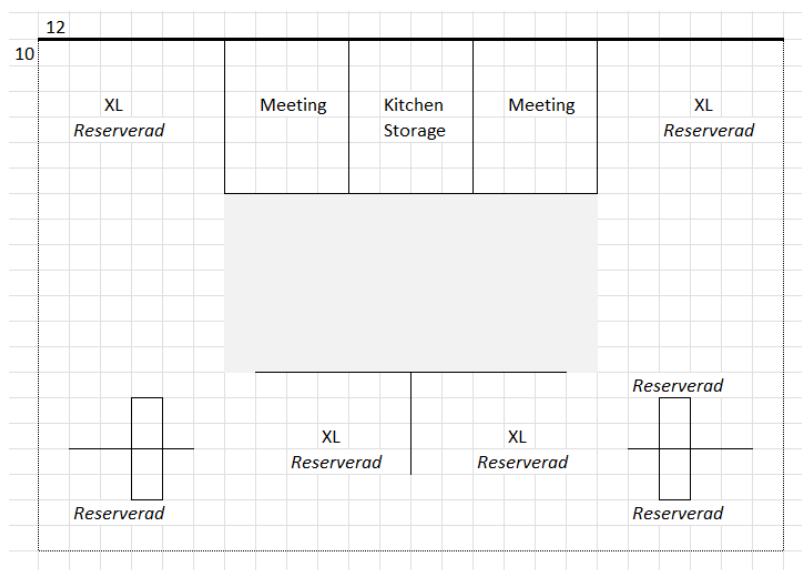 12
10
XL
Reserverad
Meeting
Kitchen
Storage
Meeting
XL
Reserverad
Reserverad
XL
Reserverad
XL
Reserverad
Reserverad
Reserverad